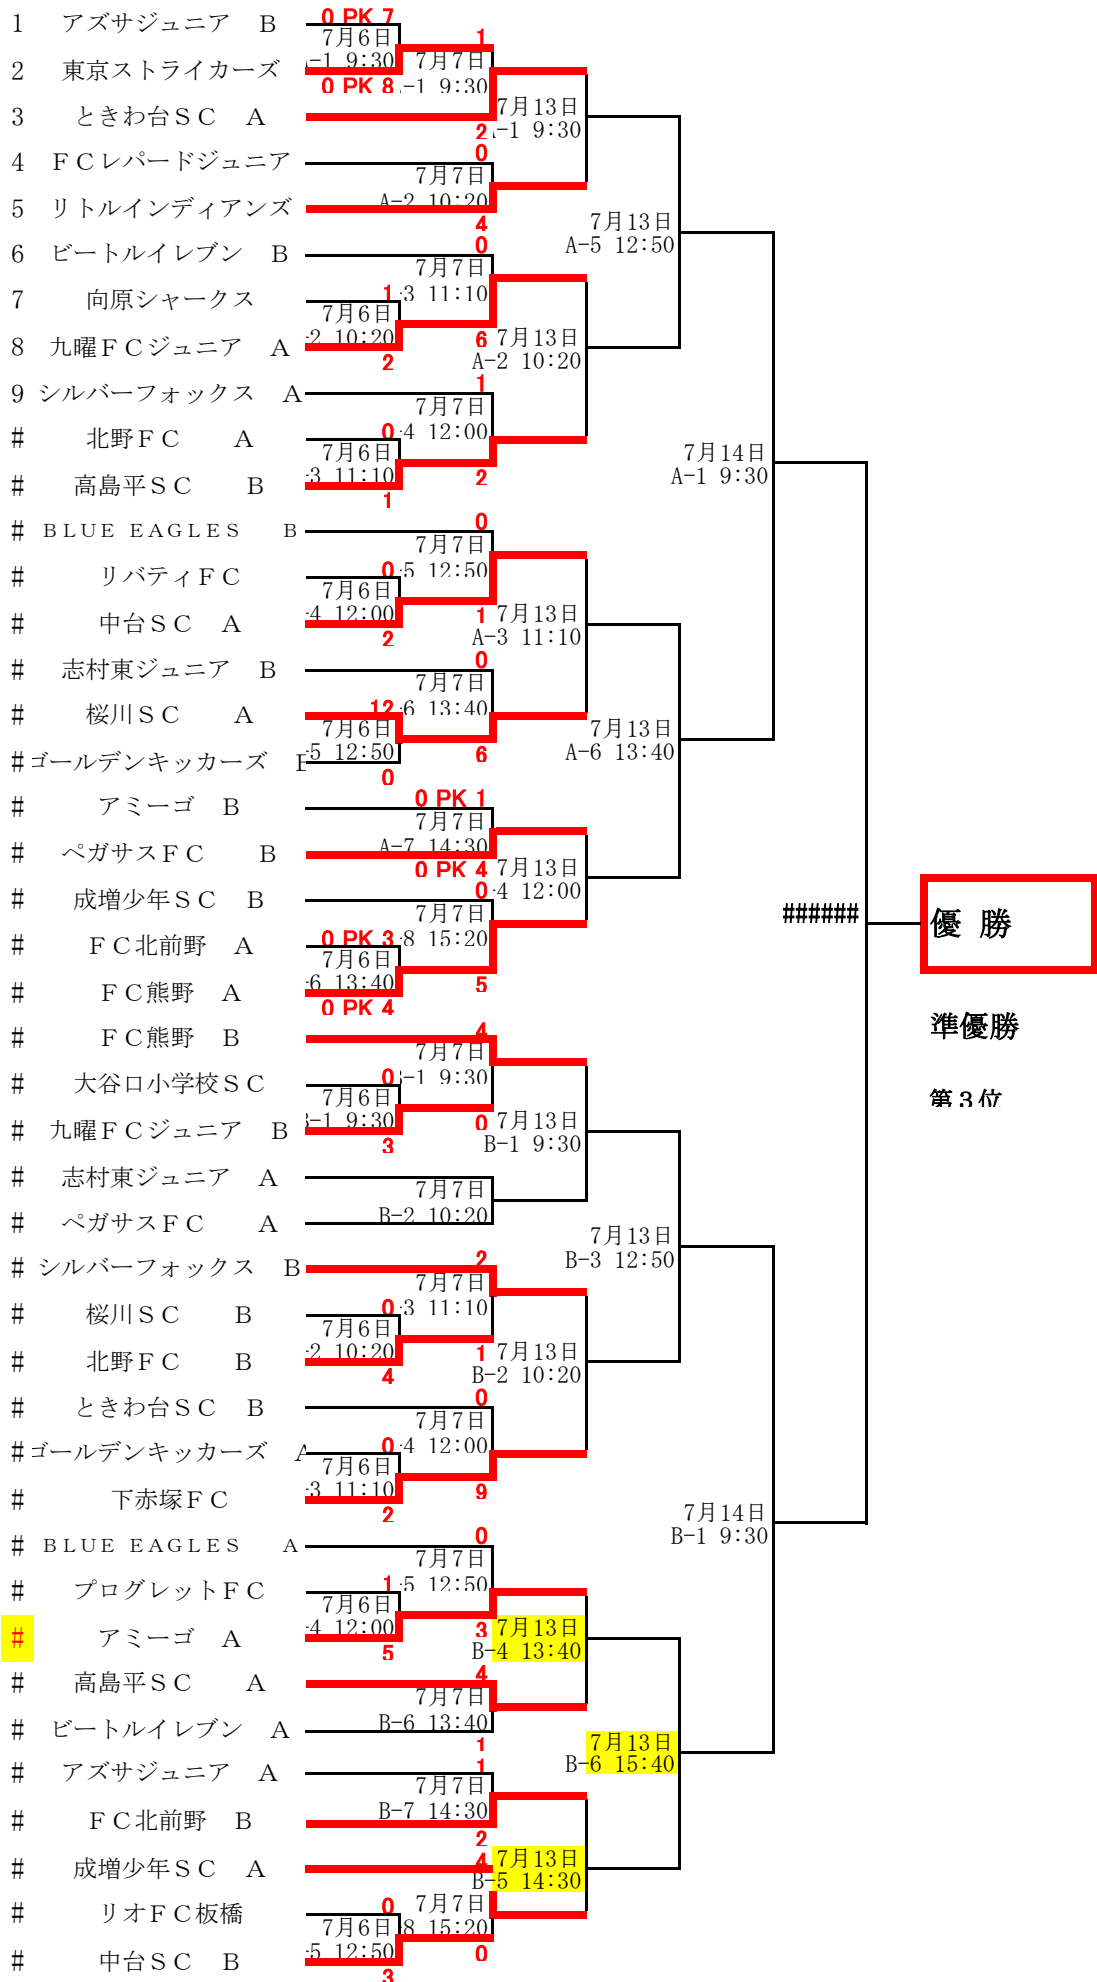 1 アズサジュニア B
0 PK 7
7月6日
-1 9:30
1
2 東京ストライカーズ
0 PK 8
7月7日
-1 9:30
3 ときわ台SC A
2
7月13日
-1 9:30
4 FCレパードジュニア
0
7月7日
A-2 10:20
5 リトルインディアンズ
4
7月13日
A-5 12:50
6 ビートルイレブン B
0
7月7日
-3 11:10
7 向原シャークス
1
7月6日
-2 10:20
6
7月13日
A-2 10:20
8 九曜FCジュニア A
2
9 シルバーフォックス A
1
7月7日
-4 12:00
# 北野FC A
0
7月6日
-3 11:10
2
7月14日
A-1 9:30
# 高島平SC B
1
# BLUE EAGLES B
0
7月7日
-5 12:50
# リバティFC
0
7月6日
-4 12:00
1
7月13日
A-3 11:10
# 中台SC A
2
# 志村東ジュニア B
0
7月7日
-6 13:40
# 桜川SC A
12
7月6日
-5 12:50
6
7月13日
A-6 13:40
#ゴールデンキッカーズ
0
# アミーゴ B
0 PK 1
7月7日
A-7 14:30
# ペガサスFC B
0 PK 4
7月13日
-4 12:00
# 成増少年SC B
0
7月7日
-8 15:20
###### 優 勝
# FC北前野 A
0 PK 3
7月6日
-6 13:40
5
# FC熊野 A
0 PK 4
準優勝
# FC熊野 B
4
7月7日
-1 9:30
第3位
# 大谷口小学校SC
0
7月6日
-1 9:30
0
7月13日
B-1 9:30
# 九曜FCジュニア B
3
# 志村東ジュニア A
7月7日
B-2 10:20
# ペガサスFC A
7月13日
B-3 12:50
# シルバーフォックス B
2
7月7日
-3 11:10
# 桜川SC B
0
7月6日
-2 10:20
1
7月13日
B-2 10:20
# 北野FC B
4
# ときわ台SC B
0
7月7日
-4 12:00
#ゴールデンキッカーズ A
0
7月6日
-3 11:10
9
# 下赤塚FC
2
7月14日
B-1 9:30
# BLUE EAGLES A
0
7月7日
-5 12:50
# プログレットFC
1
7月6日
-4 12:00
3
7月13日
B-4 13:40
# アミーゴ A
5
# 高島平SC A
4
7月7日
B-6 13:40
# ビートルイレブン A
1
7月13日
B-6 15:40
# アズサジュニア A
1
7月7日
B-7 14:30
# FC北前野 B
2
# 成増少年SC A
4
7月13日
B-5 14:30
# リオFC板橋
0
7月6日
-5 12:50
7月7日
-8 15:20
# 中台SC B
3
0